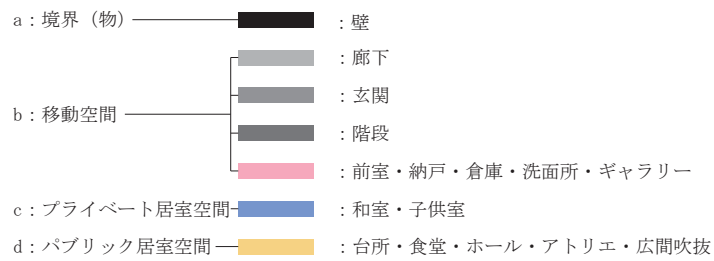 a：境界（物） ：壁
：廊下
：玄関
b：移動空間
：階段
：前室・納戸・倉庫・洗面所・ギャラリー
c：プライベート居室空間 ：和室・子供室
d：パブリック居室空間 ：台所・食堂・ホール・アトリエ・広間吹抜